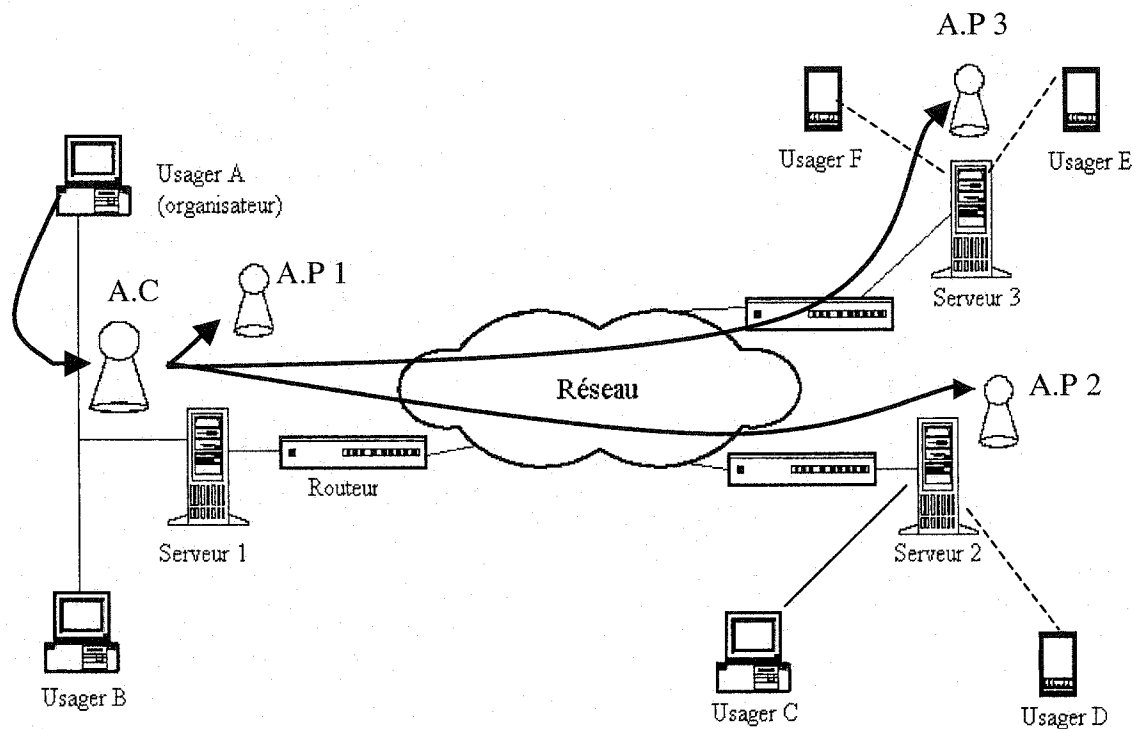 A.P 3
Usager F
Usager E
Usager A
(organisateur)
A.P 1
A.C
Serveur 3
Réseau
A.P 2
Routeur
Serveur 1
Serveur 2
Usager B
Usager C
Usager D